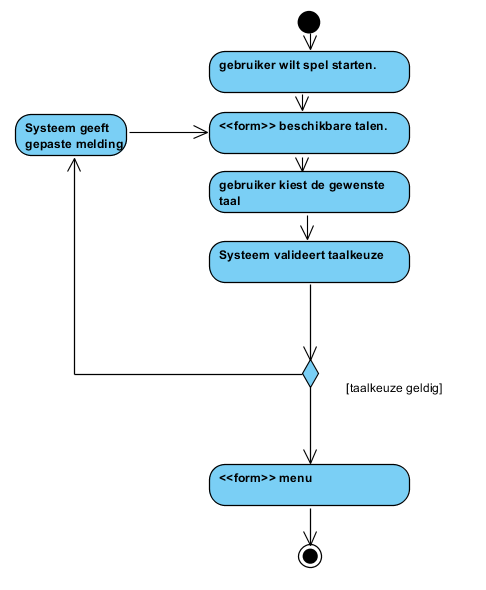 gebruiker wilt spel starten.
Systeem geeft
gepaste melding
<<form>> beschikbare talen.
gebruiker kiest de gewenste
taal
Systeem valideert taalkeuze
[taalkeuze geldig]
<<form>> menu